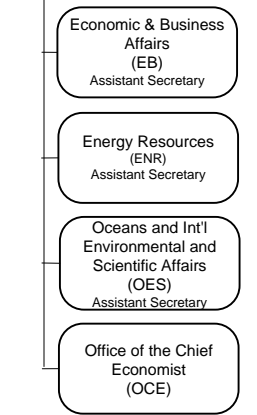 Economic & Business
Affairs
(EB)
Assistant Secretary
Energy Resources
(ENR)
Assistant Secretary
Oceans and Int'l
Environmental and
Scientific Affairs
(OES)
Assistant Secretary
Office of the Chief
Economist
(OCE)